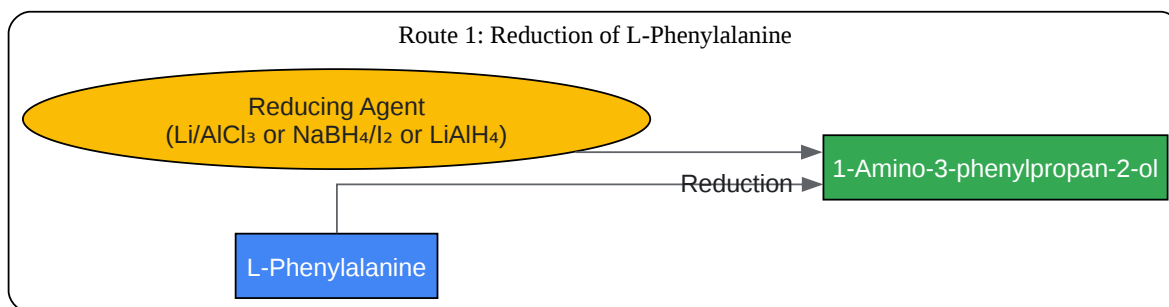 Route 1: Reduction of L-Phenylalanine
Reducing Agent
(Li/AlCl₃ or NaBH₄/I₂ or LiAlH₄)
1-Amino-3-phenylpropan-2-ol
Reduction
L-Phenylalanine